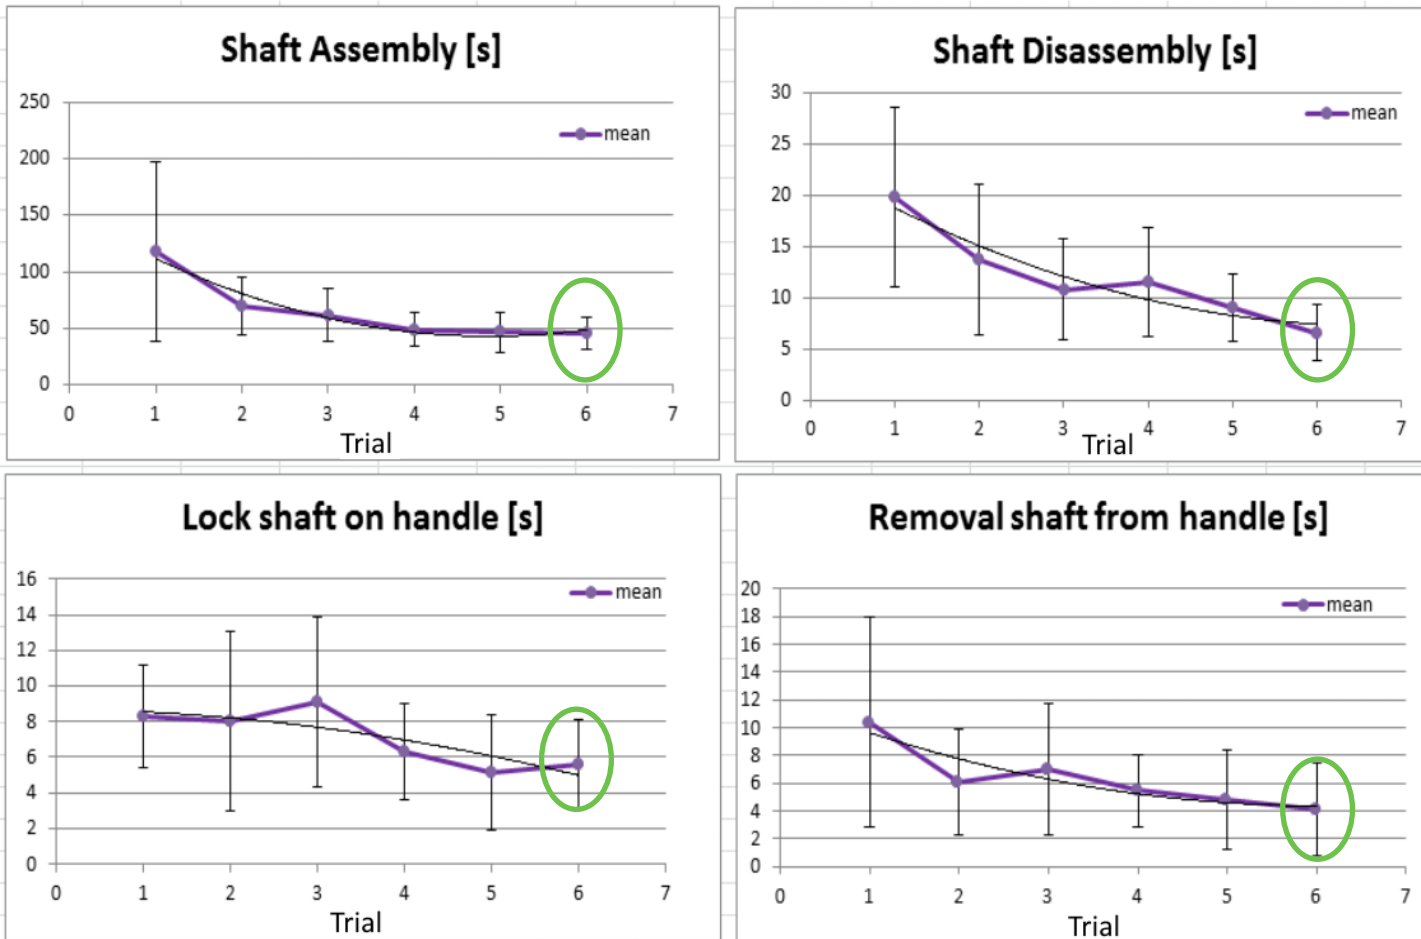 Shaft Assembly [s]
250
200
150
100
50
0
mean
0 1 2 3 4 5 6 7
Trial
Shaft Disassembly [s]
30
25
20
15
10
5
0
mean
0 1 2 3 4 5 6 7
Trial
Lock shaft on handle [s]
16
14
12
10
8
6
4
2
0
mean
0 1 2 3 4 5 6 7
Trial
Removal shaft from handle [s]
20
18
16
14
12
10
8
6
4
2
0
mean
0 1 2 3 4 5 6 7
Trial